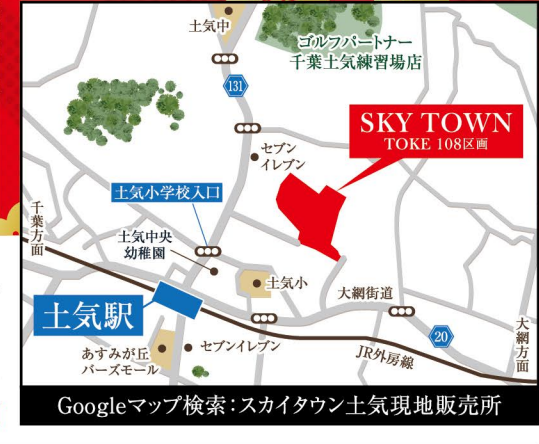 土気中
ゴルフパートナー
千葉土気練習場店
131
SKY TOWN
TOKE 108区画
セブン
イレブン
土気小学校入口
千葉方面
土気中央
幼稚園
土気小
大網街道
土気駅
20
大網方面
あすみが丘
バーズモール
セブンイレブン
JR外房線
Googleマップ検索：スカイタウン土気現地販売所